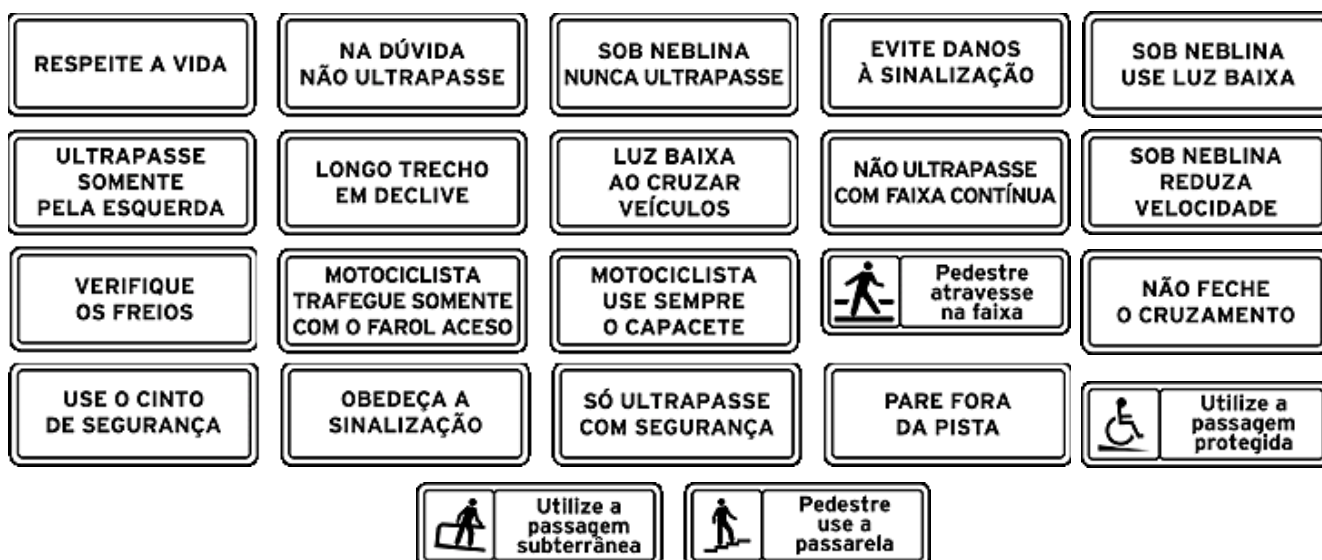 RESPEITE A VIDA
NA DÚVIDA
NÃO ULTRAPASSE
SOB NEBLINA
NUNCA ULTRAPASSE
EVITE DANOS
À SINALIZAÇÃO
SOB NEBLINA
USE LUZ BAIXA
ULTRAPASSE
SOMENTE
PELA ESQUERDA
LONGO TRECHO
EM DECLIVE
LUZ BAIXA
AO CRUZAR
VEÍCULOS
NÃO ULTRAPASSE
COM FAIXA CONTÍNUA
SOB NEBLINA
REDUZA
VELOCIDADE
VERIFIQUE
OS FREIOS
MOTOCICLISTA
TRAFEGUE SOMENTE
COM O FAROL ACESO
MOTOCICLISTA
USE SEMPRE
O CAPACETE
Pedestre
atravesse
na faixa
NÃO FECHE
O CRUZAMENTO
USE O CINTO
DE SEGURANÇA
OBEDEÇA A
SINALIZAÇÃO
SÓ ULTRAPASSE
COM SEGURANÇA
PARE FORA
DA PISTA
Utilize a
passagem
protegida
Utilize a
passagem
subterrânea
Pedestre
use a
passarela